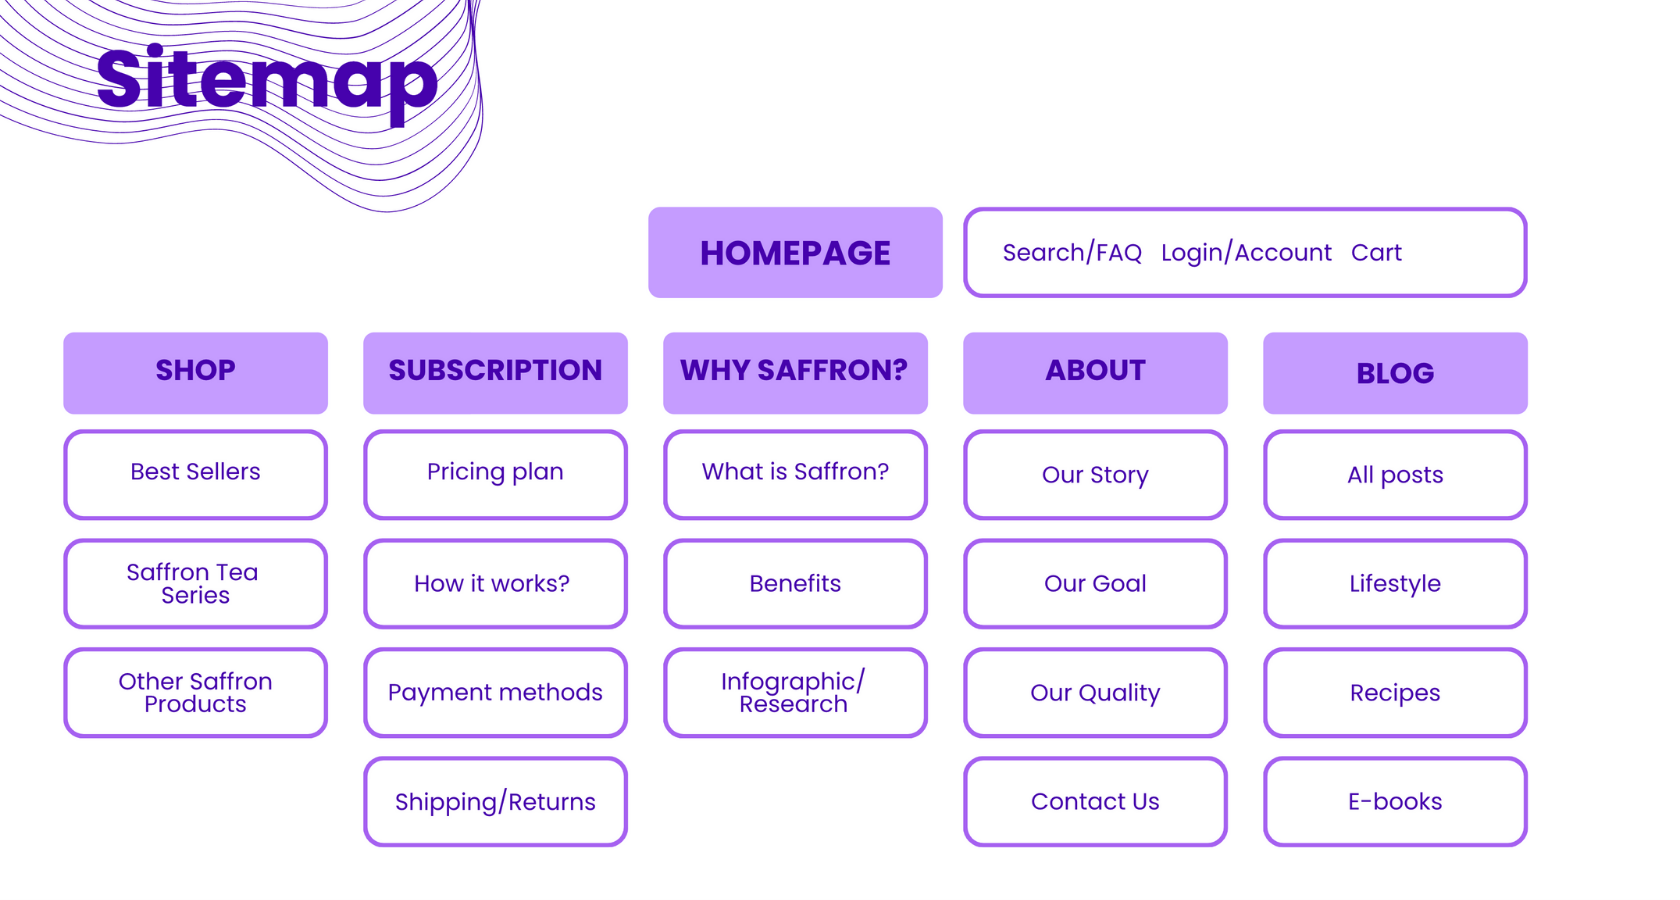 Sitemap
HOMEPAGE
Search/FAQ Login/Account Cart
SHOP
Best Sellers
Saffron Tea
Series
Other Saffron
Products
SUBSCRIPTION
Pricing plan
How it works?
Payment methods
Shipping/Returns
WHY SAFFRON?
What is Saffron?
Benefits
Infographic/
Research
ABOUT
Our Story
Our Goal
Our Quality
Contact Us
BLOG
All posts
Lifestyle
Recipes
E-books